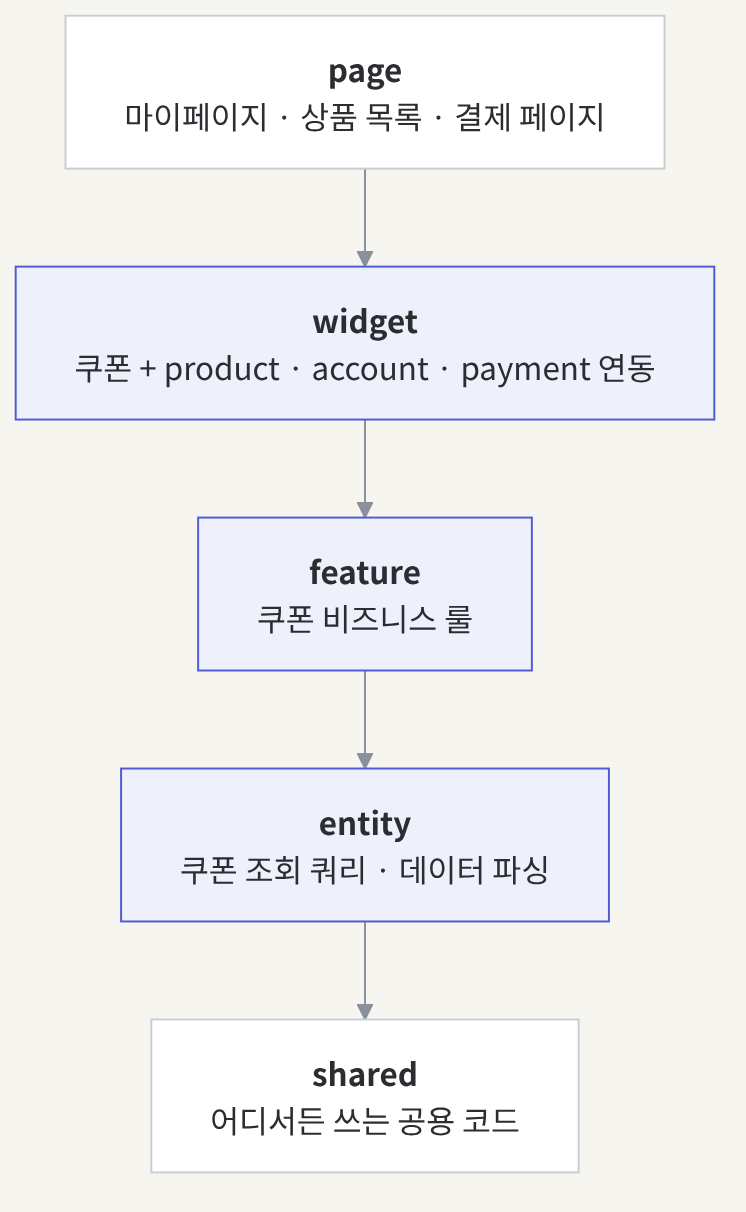 page
마이페이지 · 상품 목록 · 결제 페이지
widget
쿠폰 + product · account · payment 연동
feature
쿠폰 비즈니스 룰
entity
쿠폰 조회 쿼리 · 데이터 파싱
shared
어디서든 쓰는 공용 코드